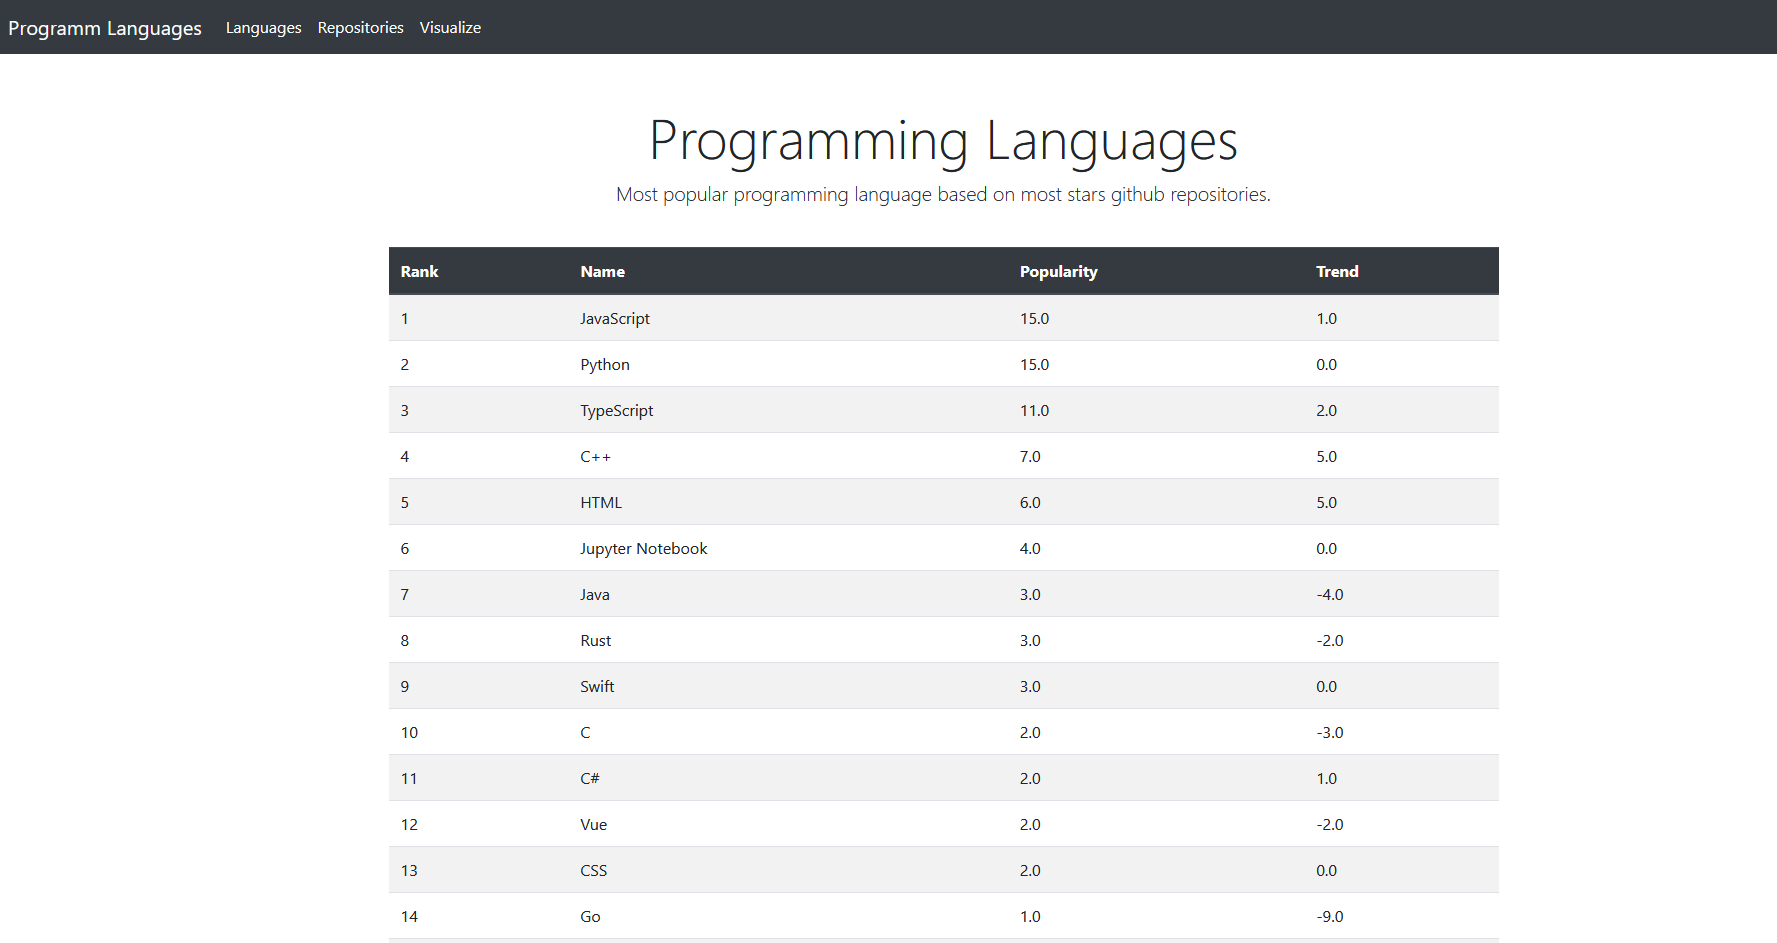 Programm Languages Languages Repositories Visualize
Programming Languages
Most popular programming language based on most stars github repositories.
Rank Name Popularity Trend
1 JavaScript 15.0 1.0
2 Python 15.0 0.0
3 TypeScript 11.0 2.0
4 C++ 7.0 5.0
5 HTML 6.0 5.0
6 Jupyter Notebook 4.0 0.0
7 Java 3.0 -4.0
8 Rust 3.0 -2.0
9 Swift 3.0 0.0
10 C 2.0 -3.0
11 C# 2.0 1.0
12 Vue 2.0 -2.0
13 CSS 2.0 0.0
14 Go 1.0 -9.0